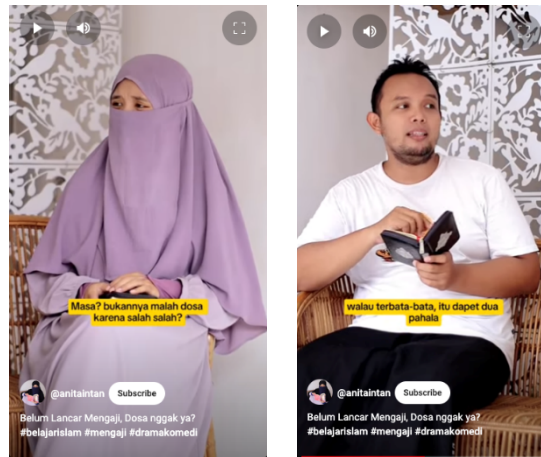 Masa? bukannya malah dosa
karena salah salah?
@anitaintan Subscribe
Belum Lancar Mengaji, Dosa nggak ya?
#belajarislam #mengaji #dramakomedi
walau terbata-bata, itu dapet dua
pahala
@anitaintan Subscribe
Belum Lancar Mengaji, Dosa nggak ya?
#belajarislam #mengaji #dramakomedi